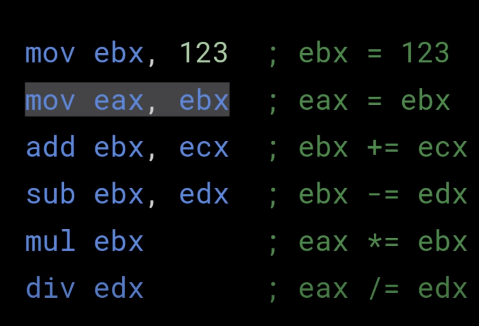 mov ebx, 123  ; ebx = 123
mov eax, ebx  ; eax = ebx
add ebx, ecx  ; ebx += ecx
sub ebx, edx  ; ebx -= edx
mul ebx       ; eax *= ebx
div edx       ; eax /= edx